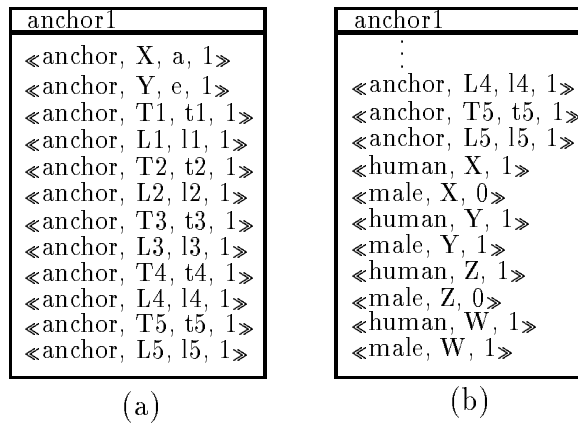 anchor1
≪anchor, X, a, 1≫
≪anchor, Y, e, 1≫
≪anchor, T1, t1, 1≫
≪anchor, L1, l1, 1≫
≪anchor, T2, t2, 1≫
≪anchor, L2, l2, 1≫
≪anchor, T3, t3, 1≫
≪anchor, L3, l3, 1≫
≪anchor, T4, t4, 1≫
≪anchor, L4, l4, 1≫
≪anchor, T5, t5, 1≫
≪anchor, L5, l5, 1≫
(a)
anchor1
⋮
≪anchor, L4, l4, 1≫
≪anchor, T5, t5, 1≫
≪anchor, L5, l5, 1≫
≪human, X, 1≫
≪male, X, 0≫
≪human, Y, 1≫
≪male, Y, 1≫
≪human, Z, 1≫
≪male, Z, 0≫
≪human, W, 1≫
≪male, W, 1≫
(b)